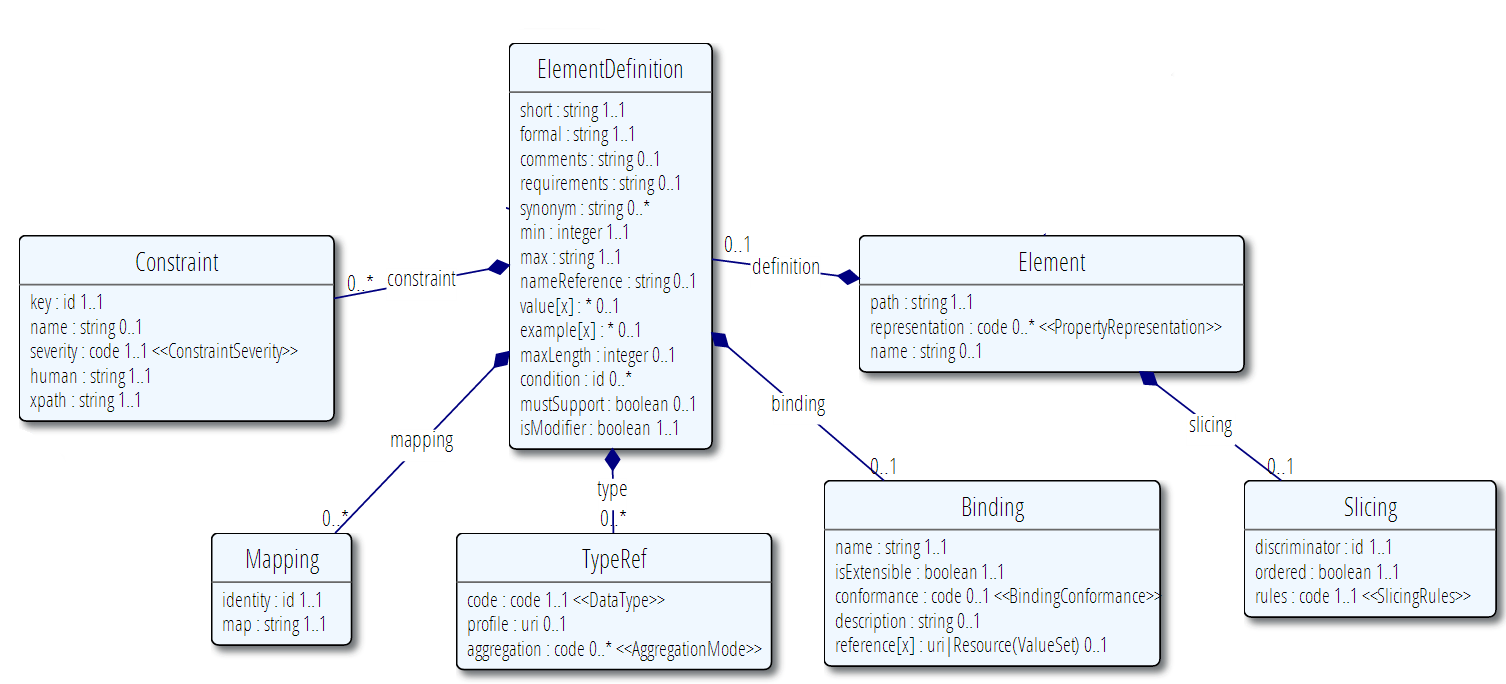 ElementDefinition
short : string 1..1
formal : string 1..1
comments : string 0..1
requirements : string 0..1
synonym : string 0..*
min : integer 1..1
max : string 1..1
nameReference : string 0..1
value[x] : * 0..1
example[x] : * 0..1
maxLength : integer 0..1
condition : id 0..*
mustSupport : boolean 0..1
isModifier : boolean 1..1
Constraint
key : id 1..1
name : string 0..1
severity : code 1..1 <<ConstraintSeverity>>
human : string 1..1
xpath : string 1..1
0..* constraint
0..1
definition
Element
path : string 1..1
representation : code 0..* <<PropertyRepresentation>>
name : string 0..1
mapping
0..*
Mapping
identity : id 1..1
map : string 1..1
type
0..*
TypeRef
code : code 1..1 <<DataType>>
profile : uri 0..1
aggregation : code 0..* <<AggregationMode>>
binding
0..1
Binding
name : string 1..1
isExtensible : boolean 1..1
conformance : code 0..1 <<BindingConformance>>
description : string 0..1
reference[x] : uri|Resource(ValueSet) 0..1
slicing
0..1
Slicing
discriminator : id 1..1
ordered : boolean 1..1
rules : code 1..1 <<SlicingRules>>